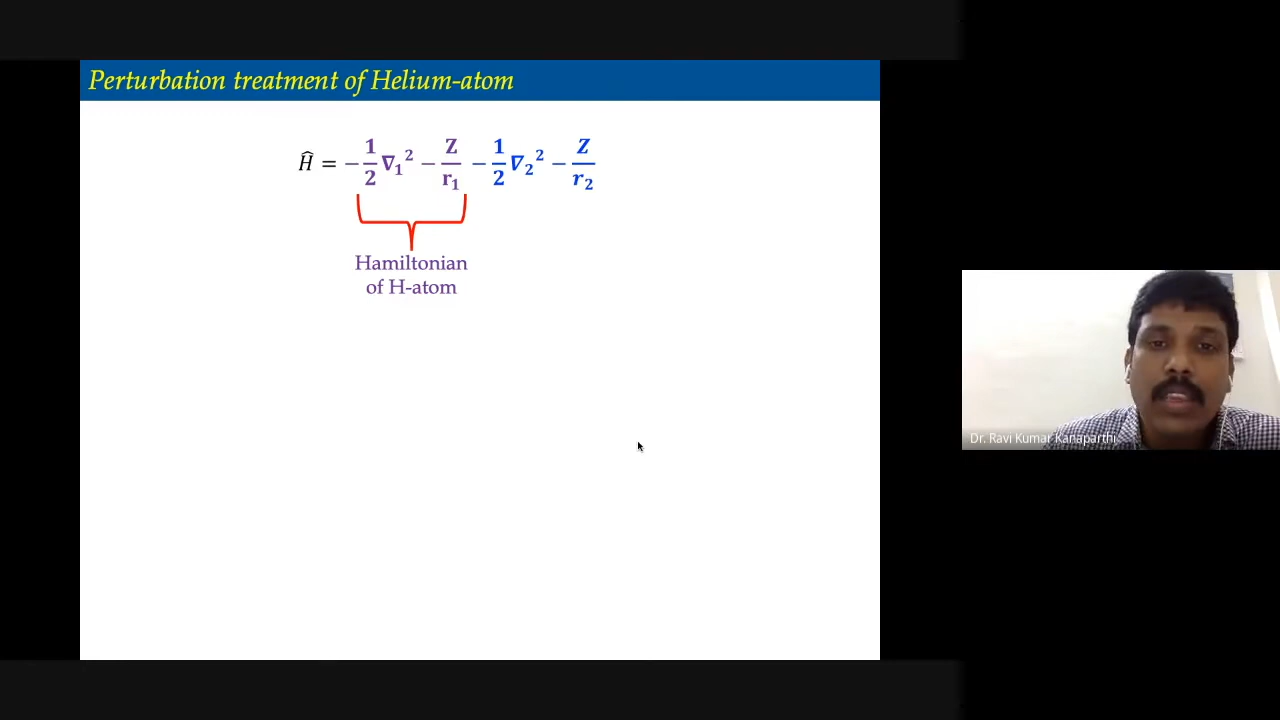 Perturbation treatment of Helium-atom
Ĥ = −1/2 ∇₁² − Z/r₁ − 1/2 ∇₂² − Z/r₂
Hamiltonian
of H-atom
Dr. Ravi Kumar Kanaparthi